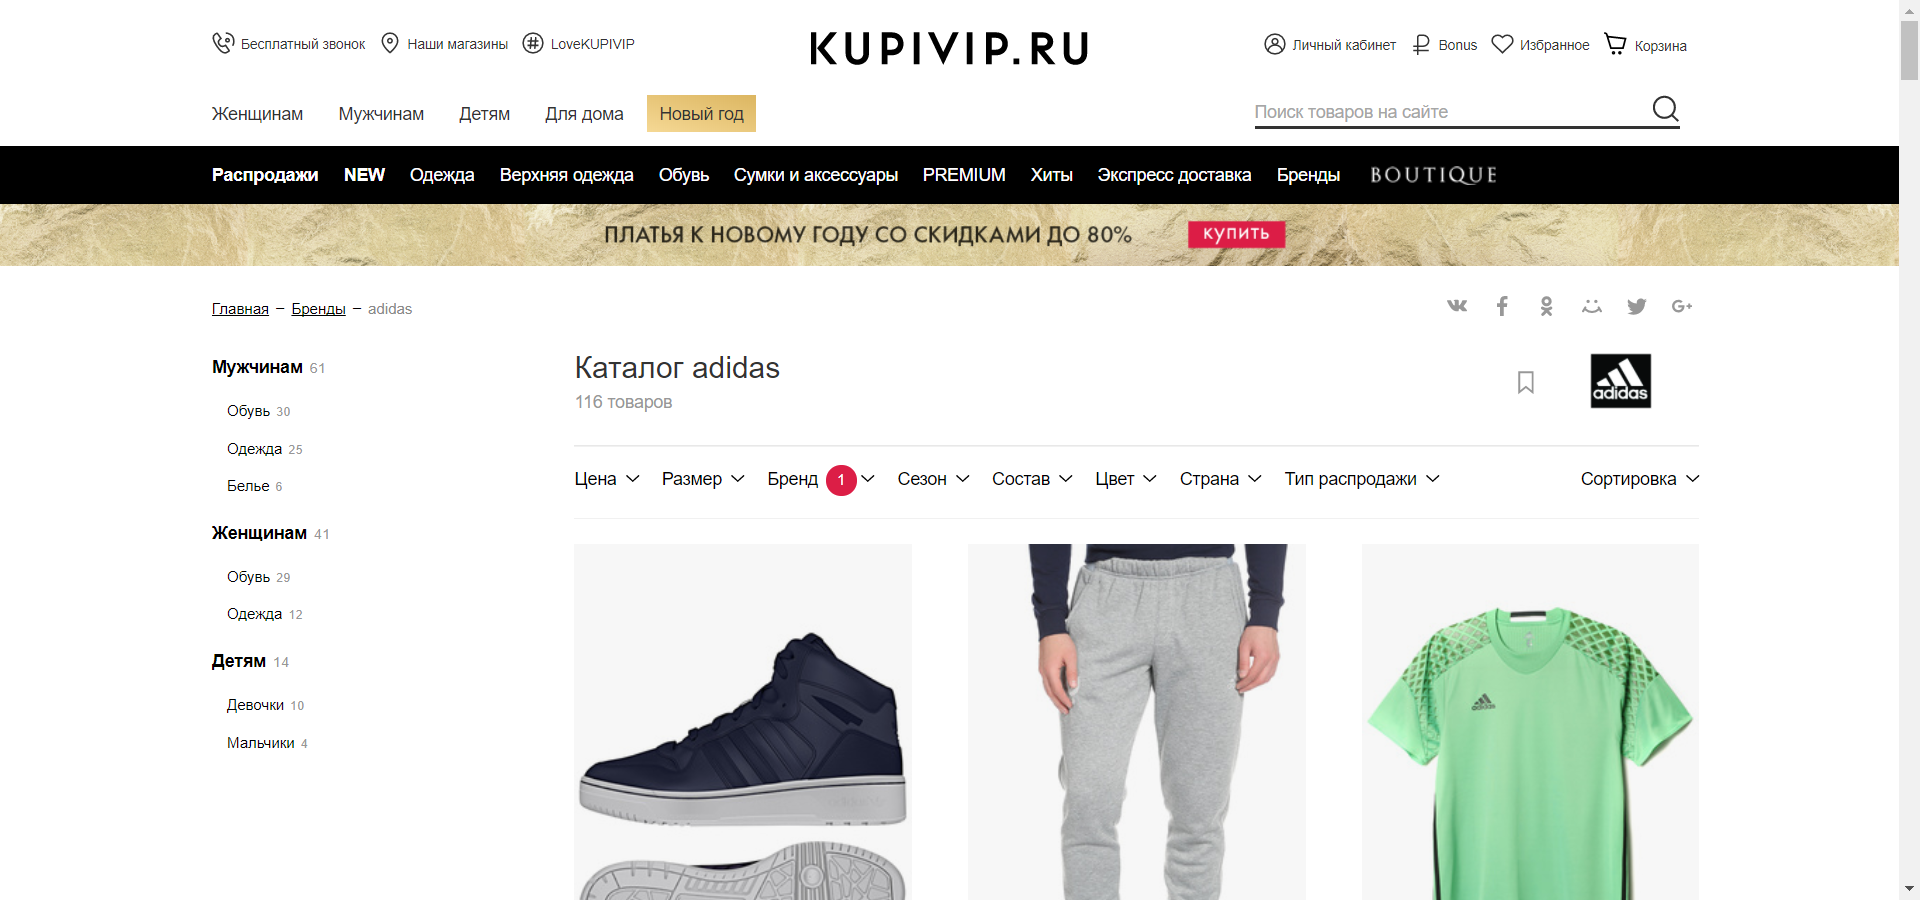 Бесплатный звонок Наши магазины LoveKUPIVIP KUPIVIP.RU Личный кабинет Bonus Избранное Корзина
Женщинам Мужчинам Детям Для дома Новый год Поиск товаров на сайте
Распродажи NEW Одежда Верхняя одежда Обувь Сумки и аксессуары PREMIUM Хиты Экспресс доставка Бренды BOUTIQUE
ПЛАТЬЯ К НОВОМУ ГОДУ СО СКИДКАМИ ДО 80% купить
Главная – Бренды – adidas
Мужчинам 61
Обувь 30
Одежда 25
Белье 6
Женщинам 41
Обувь 29
Одежда 12
Детям 14
Девочки 10
Мальчики 4
Каталог adidas
116 товаров
adidas
Цена Размер Бренд 1 Сезон Состав Цвет Страна Тип распродажи Сортировка
adidas